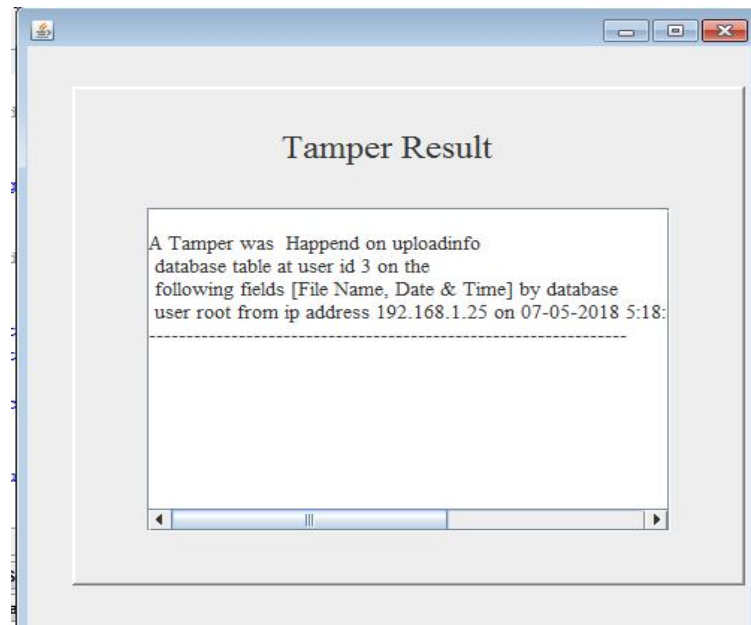 Tamper Result
A Tamper was  Happend on uploadinfo
database table at user id 3 on the
following fields [File Name, Date & Time] by database
user root from ip address 192.168.1.25 on 07-05-2018 5:18:
----------------------------------------------------------------